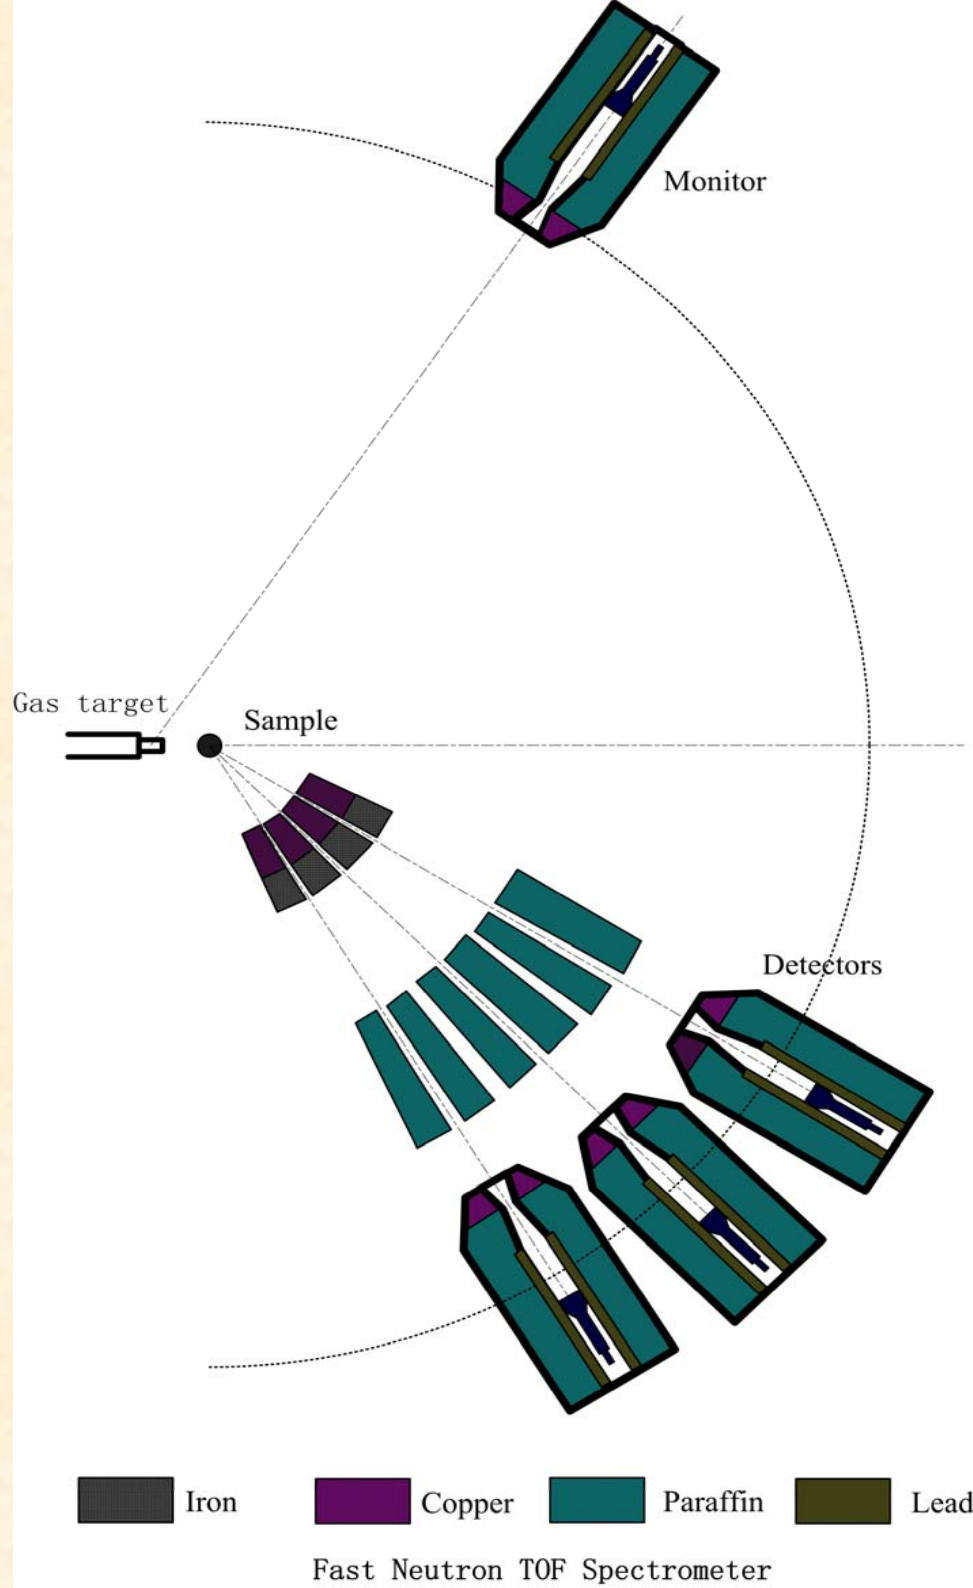 Monitor
Gas target
Sample
Detectors
Iron
Copper
Paraffin
Lead
Fast Neutron TOF Spectrometer